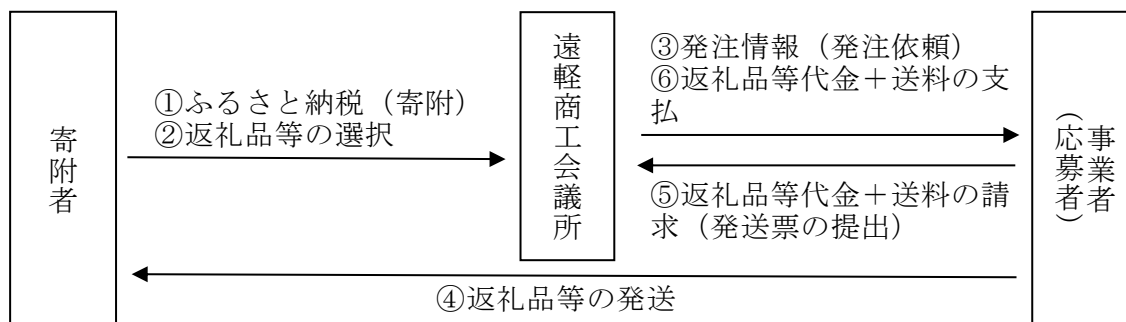 寄附者
①ふるさと納税（寄附）
②返礼品等の選択
遠軽商工会議所
③発注情報（発注依頼）
⑥返礼品等代金＋送料の支
払
⑤返礼品等代金＋送料の請
求（発送票の提出）
事業者
（応募者）
④返礼品等の発送